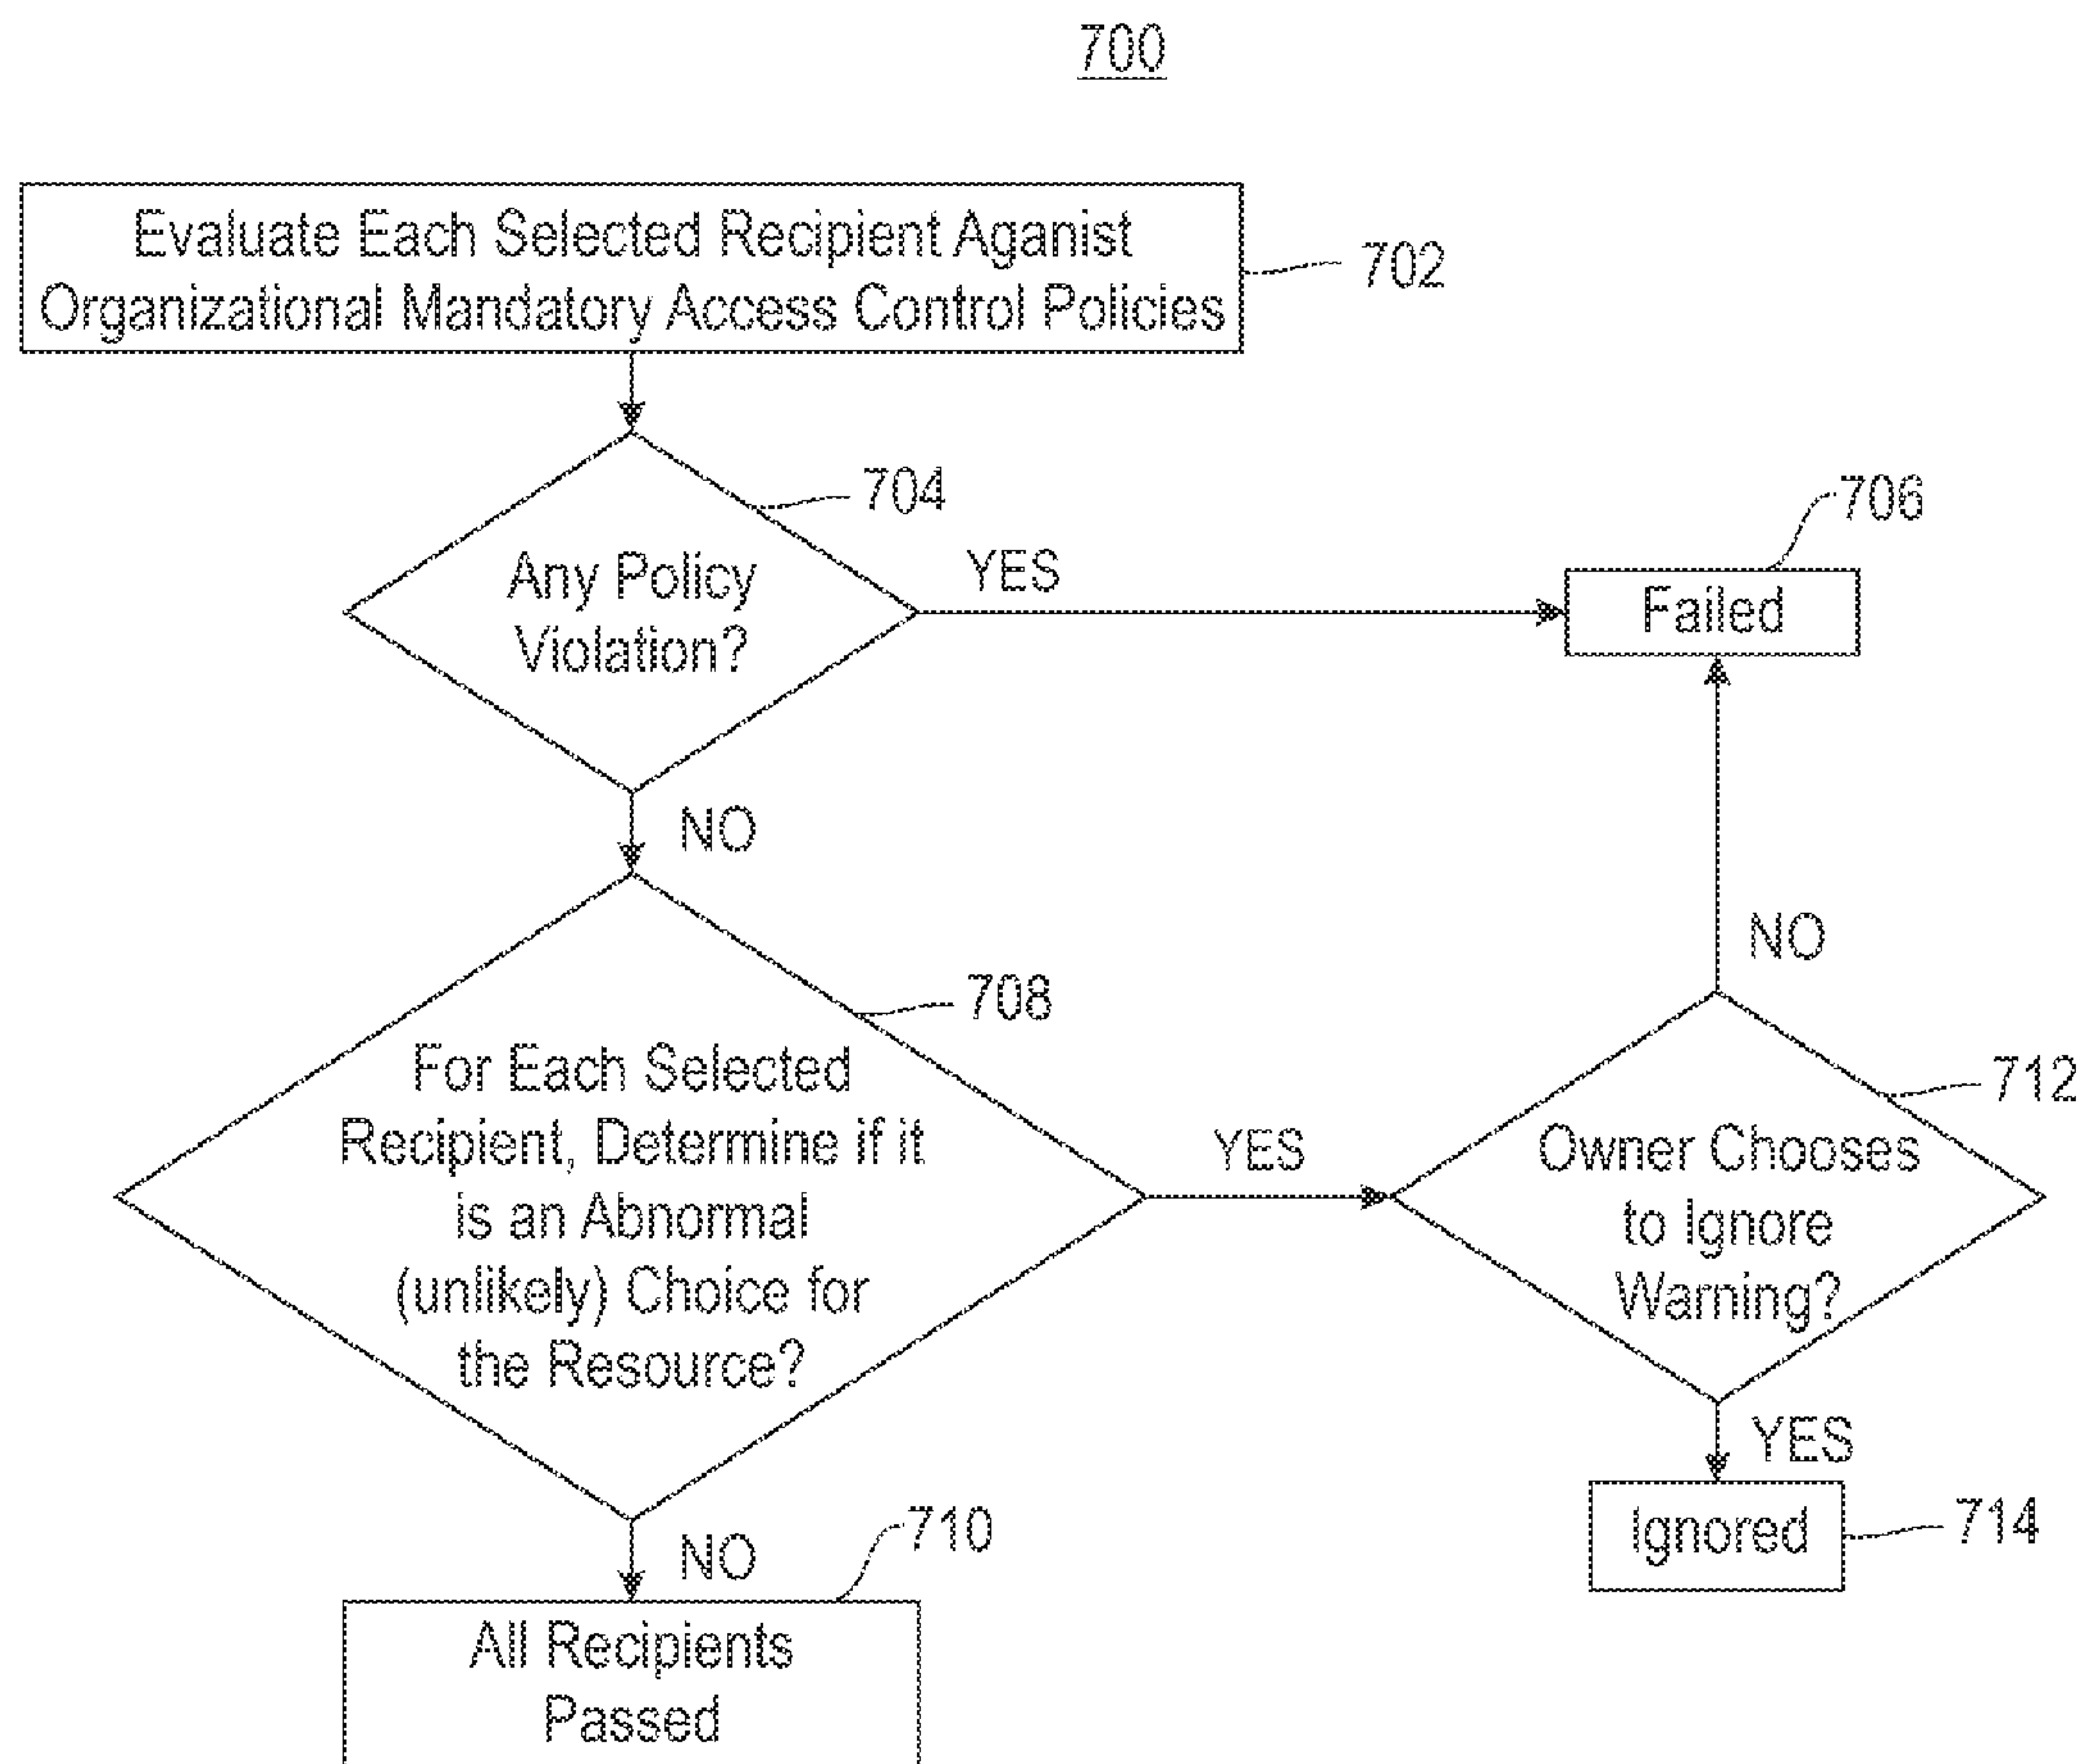 700
Evaluate Each Selected Recipient Aganist
Organizational Mandatory Access Control Policies
702
704
Any Policy
Violation?
YES
706
Failed
NO
708
For Each Selected
Recipient, Determine if it
is an Abnormal
(unlikely) Choice for
the Resource?
YES
NO
712
Owner Chooses
to Ignore
Warning?
YES
Ignored
714
NO
710
All Recipients
Passed